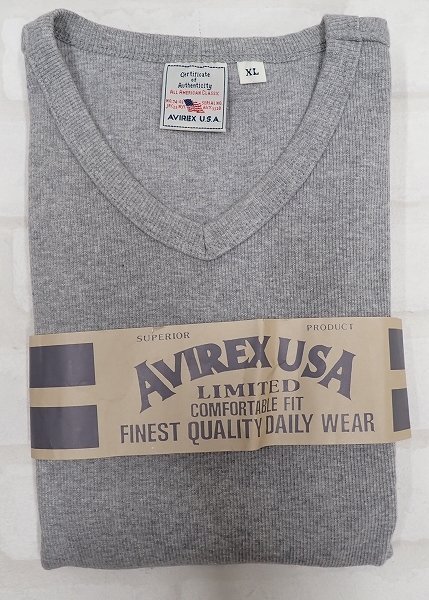 Certificate
of
Authenticity
ALL AMERICAN CLASSIC
AVIREX U.S.A
XL
SUPERIOR PRODUCT
AVIREX USA
LIMITED
COMFORTABLE FIT
FINEST QUALITY DAILY WEAR